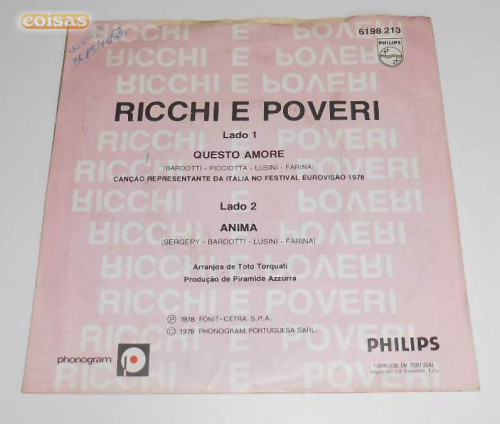 coisas
6198 213
PHILIPS
RICCHI E POVERI
Lado 1
QUESTO AMORE
(BARDOTTI - PICCIOTTA - LUSINI - FARINA)
CANÇÃO REPRESENTANTE DA ITALIA NO FESTIVAL EUROVISÃO 1978
Lado 2
ANIMA
(SERGEPY - BARDOTTI - LUSINI - FARINA)
Arranjos de Toto Torquati
Produção de Piramide Azzurra
Ⓟ 1978 FONIT-CETRA S.P.A.
© 1978 PHONOGRAM PORTUGUESA SARL.
phonogram
PHILIPS
FABRICADO EM PORTUGAL